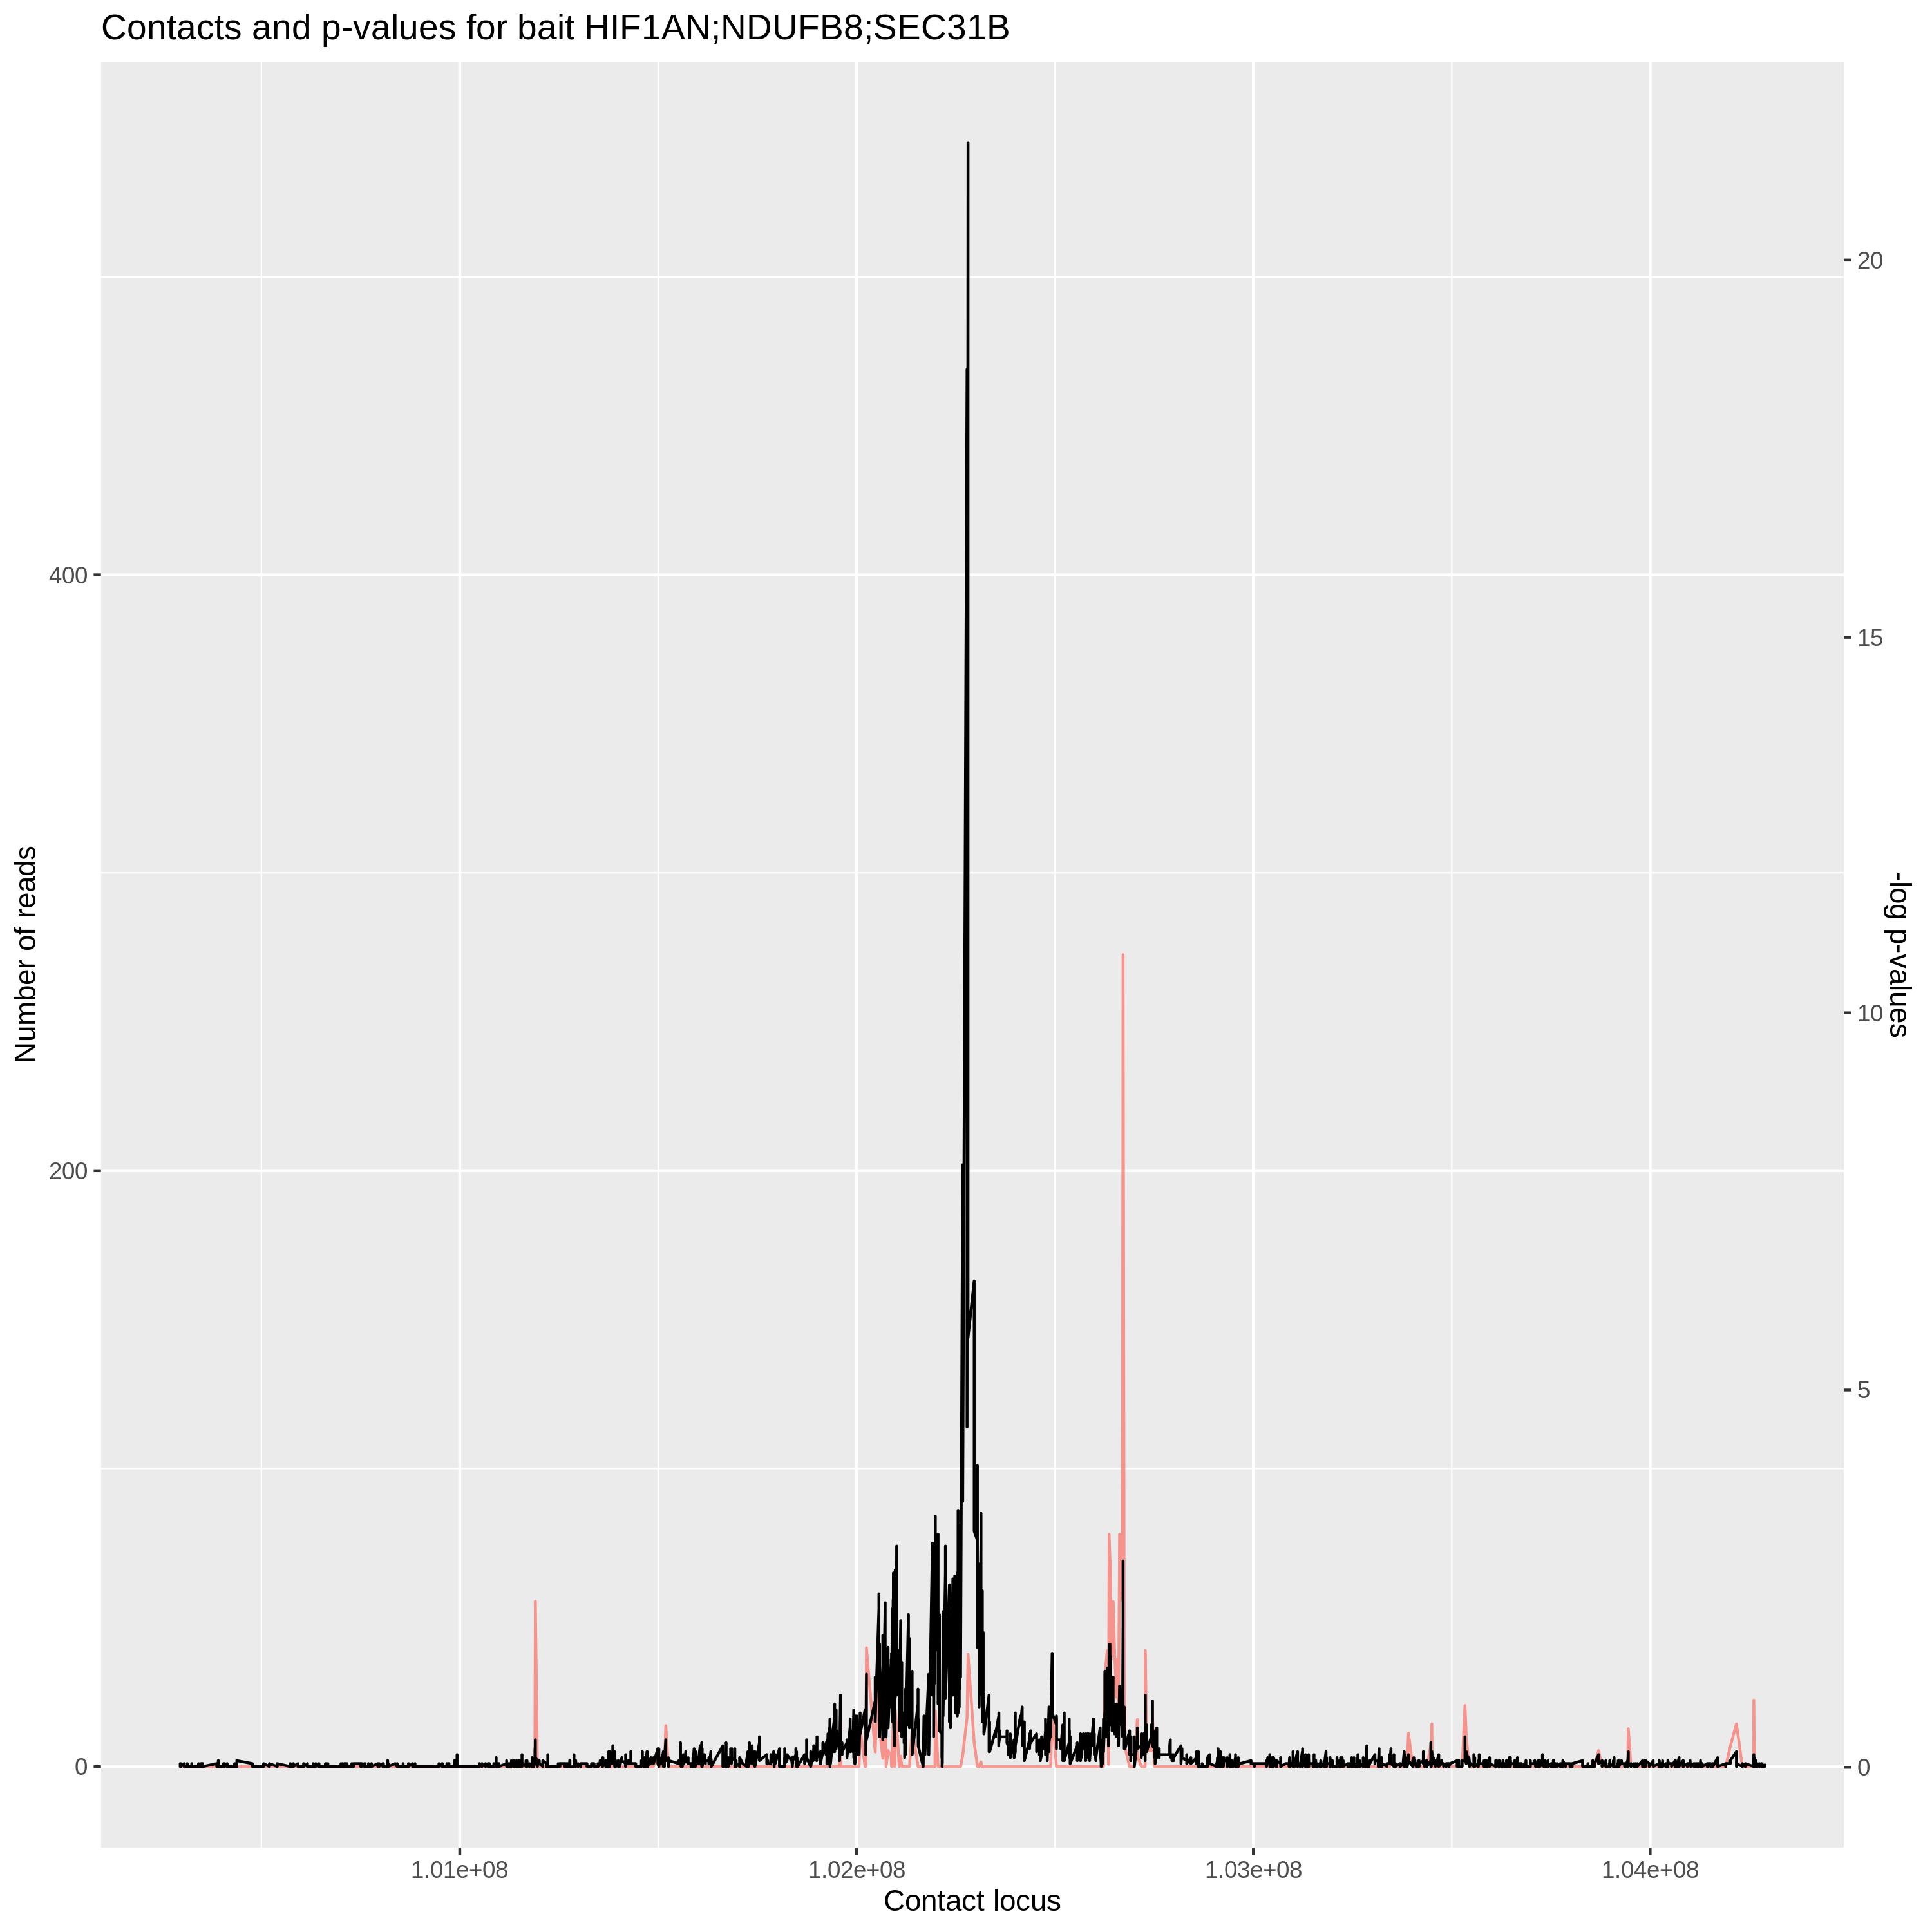 Contacts and p-values for bait HIF1AN;NDUFB8;SEC31B
Number of reads
400
200
0
20
15
10
5
0
-log p-values
1.01e+08
1.02e+08
1.03e+08
1.04e+08
Contact locus